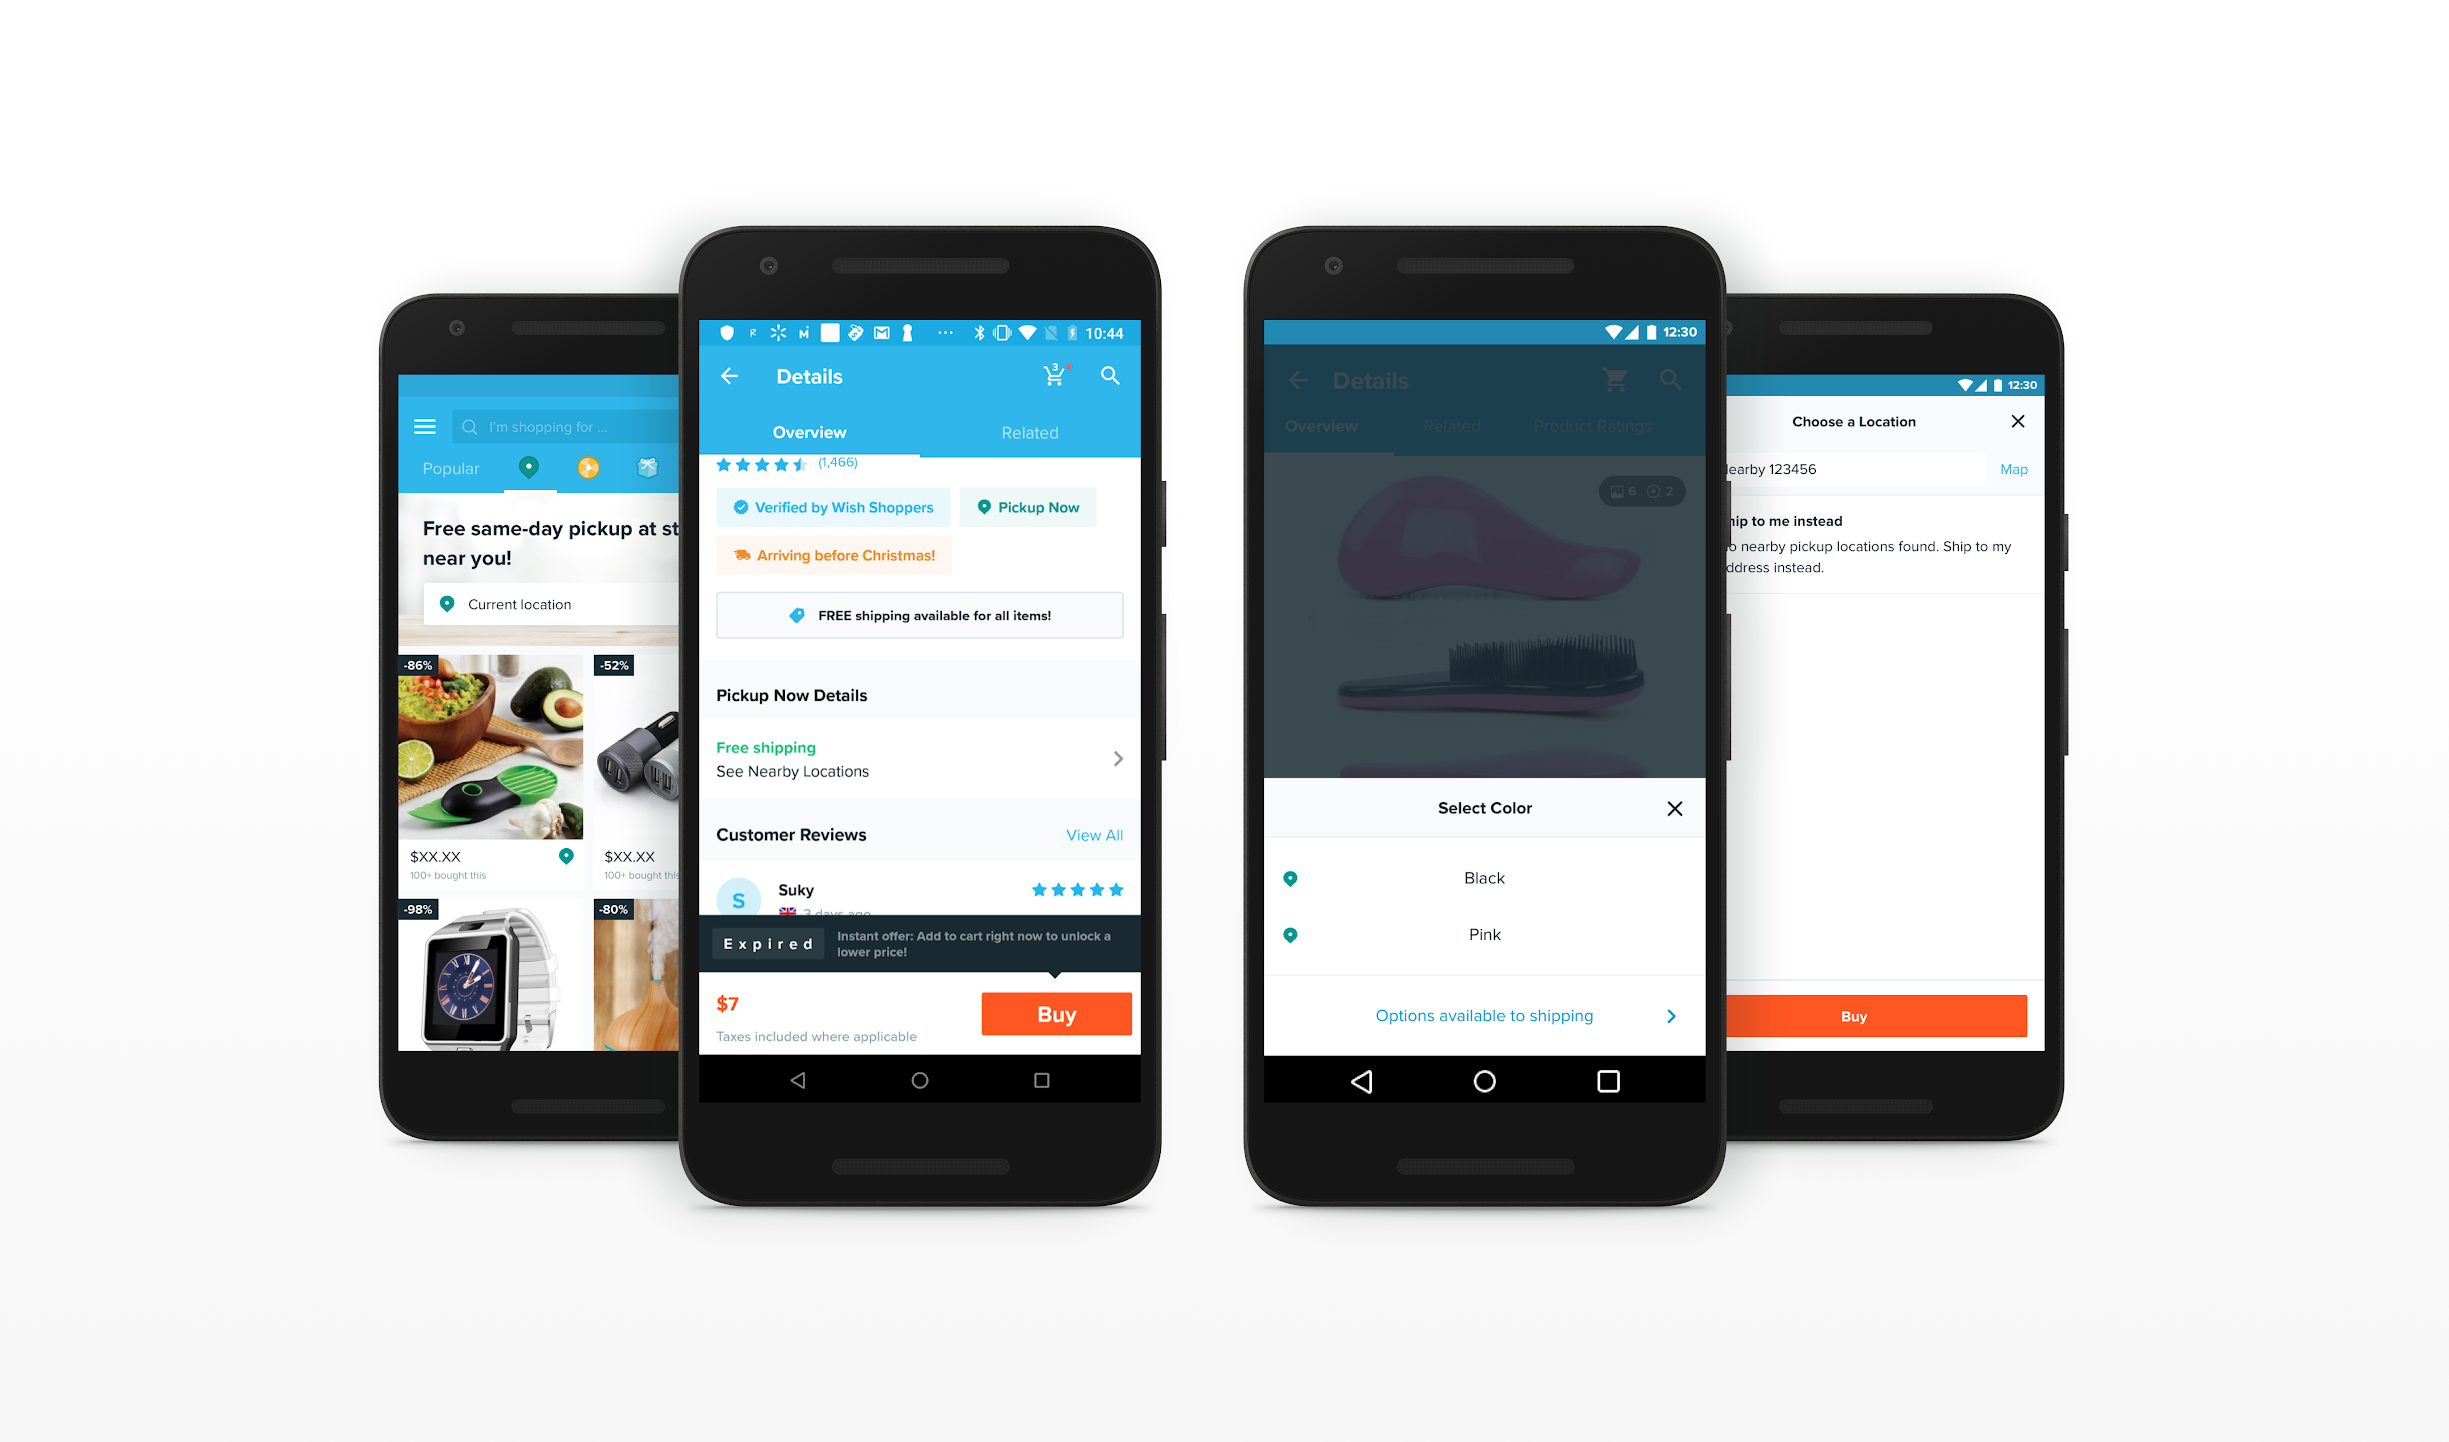 I'm shopping for ...
Popular
Free same-day pickup at st
near you!
Current location
-86%
-52%
$XX.XX
$XX.XX
100+ bought this
100+ bought this
-98%
-80%
10:44
Details
3
Overview
Related
(1,466)
Verified by Wish Shoppers
Pickup Now
Arriving before Christmas!
FREE shipping available for all items!
Pickup Now Details
Free shipping
See Nearby Locations
Customer Reviews
View All
S
Suky
3 days ago
Expired
Instant offer: Add to cart right now to unlock a
lower price!
$7
Buy
Taxes included where applicable
12:30
Details
Overview
Related
Product Ratings
6
2
Select Color
Black
Pink
Options available to shipping
12:30
Choose a Location
earby 123456
Map
hip to me instead
o nearby pickup locations found. Ship to my
ddress instead.
Buy